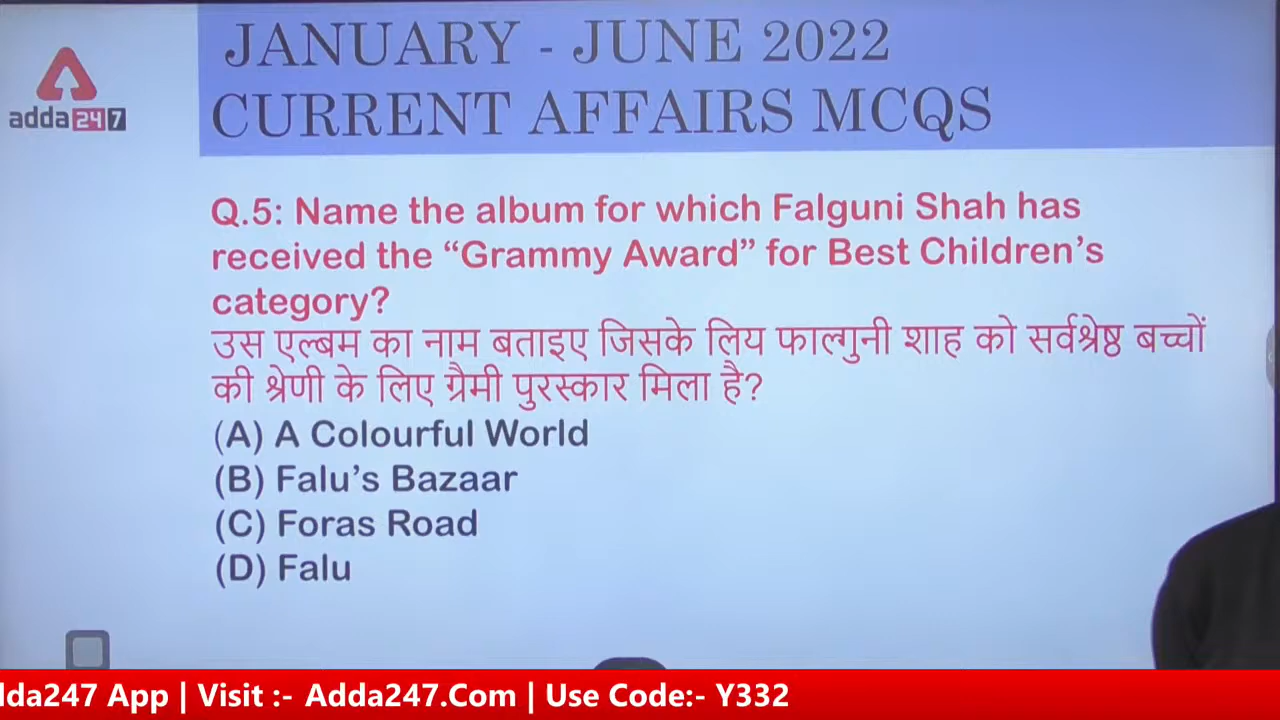 JANUARY - JUNE 2022
CURRENT AFFAIRS MCQS
adda247
Q.5: Name the album for which Falguni Shah has
received the “Grammy Award” for Best Children’s
category?
उस एल्बम का नाम बताइए जिसके लिय फाल्गुनी शाह को सर्वश्रेष्ठ बच्चों
की श्रेणी के लिए ग्रैमी पुरस्कार मिला है?
(A) A Colourful World
(B) Falu’s Bazaar
(C) Foras Road
(D) Falu
dda247 App | Visit :- Adda247.Com | Use Code:- Y332